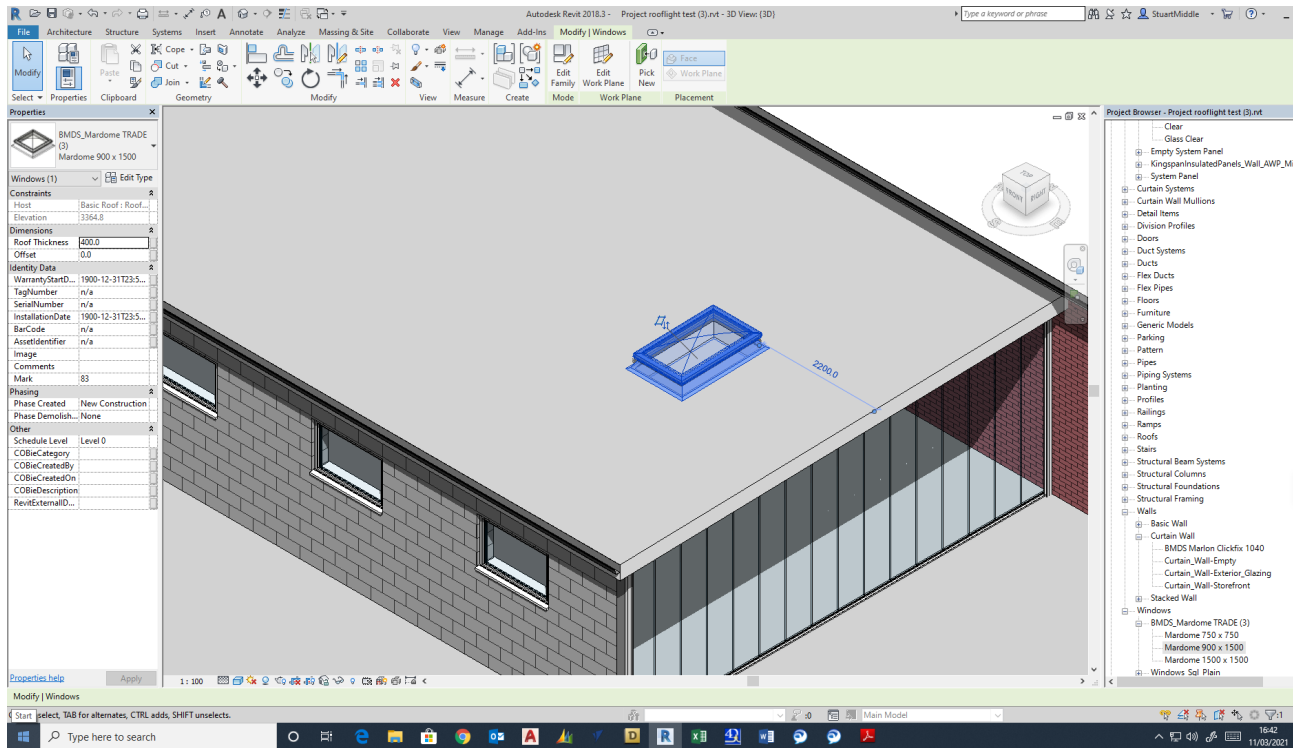 Autodesk Revit 2018.3 - Project rooflight test (3).rvt - 3D View: {3D}
Type a keyword or phrase
StuartMiddle
File Architecture Structure Systems Insert Annotate Analyze Massing & Site Collaborate View Manage Add-Ins Modify | Windows
Modify
Paste
Cope
Cut
Join
Edit Family
Edit Work Plane
Pick New
Face
Work Plane
Select Properties Clipboard Geometry Modify View Measure Create Mode Work Plane Placement
Properties
BMDS_Mardome TRADE (3)
Mardome 900 x 1500
Windows (1) Edit Type
Constraints
Host Basic Roof : Roof...
Elevation 3364.8
Dimensions
Roof Thickness 400.0
Offset 0.0
Identity Data
WarrantyStartD... 1900-12-31T23:5...
TagNumber n/a
SerialNumber n/a
InstallationDate 1900-12-31T23:5...
BarCode n/a
AssetIdentifier n/a
Image
Comments
Mark 83
Phasing
Phase Created New Construction
Phase Demolish... None
Other
Schedule Level Level 0
COBieCategory
COBieCreatedBy
COBieCreatedOn
COBieDescription
RevitExternalID...
Properties help Apply
2200.0
TOP
FRONT
RIGHT
1 : 100
Project Browser - Project rooflight test (3).rvt
Clear
Glass Clear
Empty System Panel
KingspanInsulatedPanels_Wall_AWP_Mi
System Panel
Curtain Systems
Curtain Wall Mullions
Detail Items
Division Profiles
Doors
Duct Systems
Ducts
Flex Ducts
Flex Pipes
Floors
Furniture
Generic Models
Parking
Pattern
Pipes
Piping Systems
Planting
Profiles
Railings
Ramps
Roofs
Stairs
Structural Beam Systems
Structural Columns
Structural Foundations
Structural Framing
Walls
Basic Wall
Curtain Wall
BMDS Marlon Clickfix 1040
Curtain_Wall-Empty
Curtain_Wall-Exterior_Glazing
Curtain_Wall-Storefront
Stacked Wall
Windows
BMDS_Mardome TRADE (3)
Mardome 750 x 750
Mardome 900 x 1500
Mardome 1500 x 1500
Windows_Sgl_Plain
Modify | Windows
Start select, TAB for alternates, CTRL adds, SHIFT unselects.
:0
Main Model
:1
Type here to search
16:42
11/03/2021